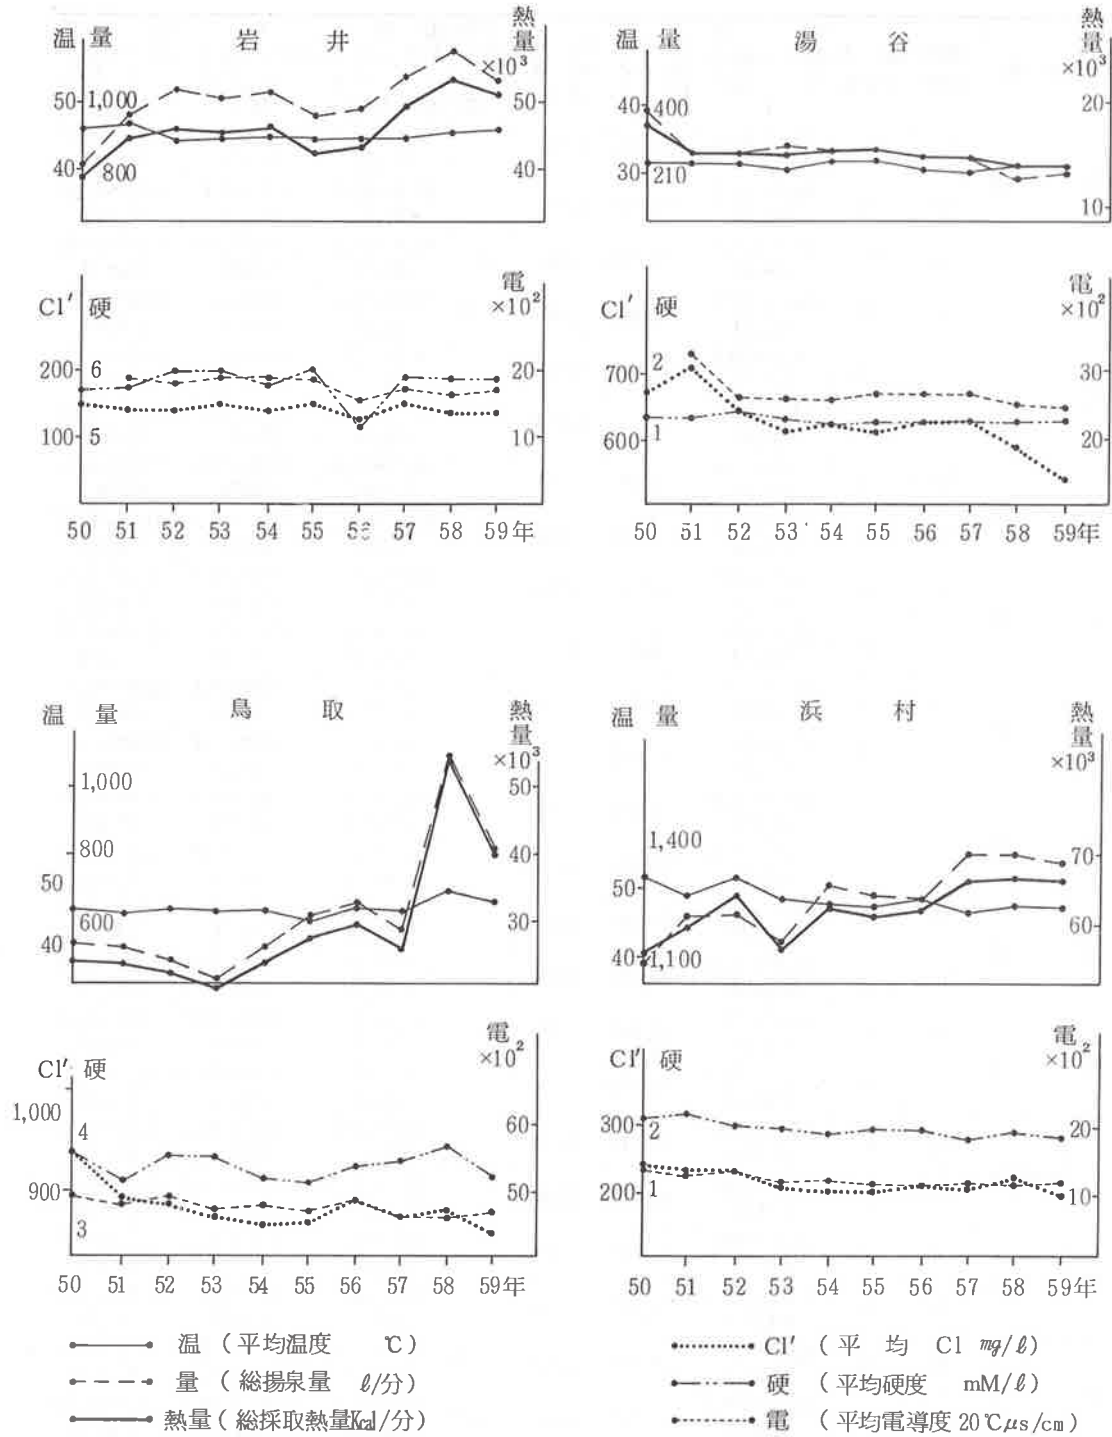 温 量 岩 井 熱量
×10³
50 1,000 50
40 800 40
温 量 湯 谷 熱量
×10³
40 400 20
30 210
10
Cl′ 硬 電
×10²
200 6 20
100 5 10
50 51 52 53 54 55 56 57 58 59年
Cl′ 硬 電
×10²
700 2 30
600 1 20
50 51 52 53 54 55 56 57 58 59年
温 量 鳥 取 熱量
×10³
1,000 50
800 40
50
600 30
40
温 量 浜 村 熱量
×10³
1,400 70
50
60
40 1,100
Cl′ 硬 電
×10²
1,000 60
4
900 50
3
50 51 52 53 54 55 56 57 58 59年
Cl′ 硬 電
×10²
300 2 20
200 1 10
50 51 52 53 54 55 56 57 58 59年
温 (平均温度 ℃)
量 (総揚泉量 ℓ/分)
熱量(総採取熱量Kcal/分)
Cl′ (平 均 Cl mg/ℓ)
硬 (平均硬度 mM/ℓ)
電 (平均電導度 20℃μs/cm)